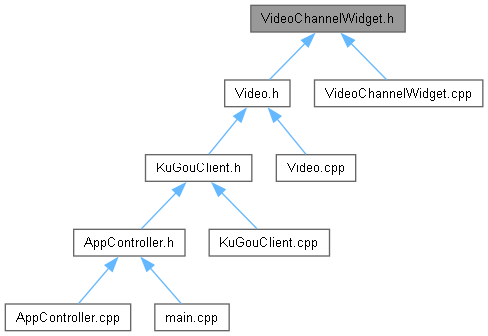 VideoChannelWidget.h
Video.h
VideoChannelWidget.cpp
KuGouClient.h
Video.cpp
AppController.h
KuGouClient.cpp
AppController.cpp
main.cpp